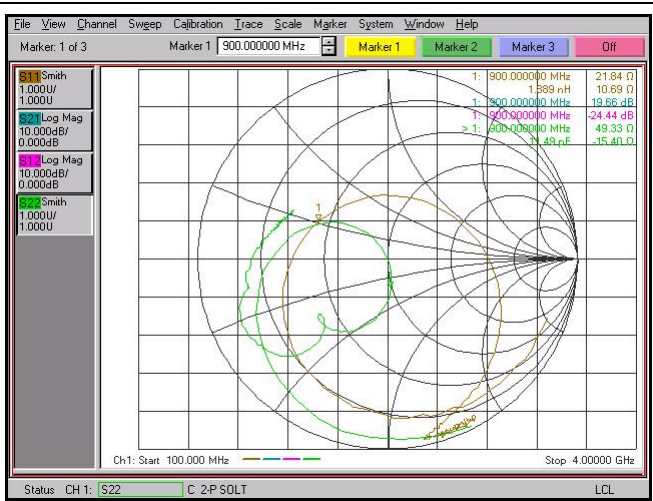 File View Channel Sweep Calibration Trace Scale Marker System Window Help
Marker: 1 of 3 Marker 1 900.000000 MHz Marker 1 Marker 2 Marker 3 Off
S11 Smith
1.000U/
1.000U
S21 Log Mag
10.000dB/
0.000dB
S12 Log Mag
10.000dB/
0.000dB
S22 Smith
1.000U/
1.000U
1: 900.000000 MHz 21.84 Ω
1.889 nH 10.69 Ω
1: 900.000000 MHz 19.66 dB
1: 900.000000 MHz -24.44 dB
> 1: 900.000000 MHz 49.33 Ω
11.49 pF -15.40 Ω
1
Ch1: Start 100.000 MHz Stop 4.00000 GHz
Status CH 1: S22 C 2-P SOLT LCL